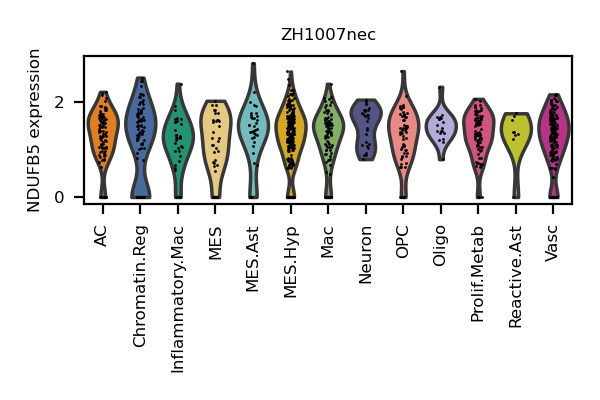 ZH1007nec
NDUFB5 expression
2
0
AC
Chromatin.Reg
Inflammatory.Mac
MES
MES.Ast
MES.Hyp
Mac
Neuron
OPC
Oligo
Prolif.Metab
Reactive.Ast
Vasc